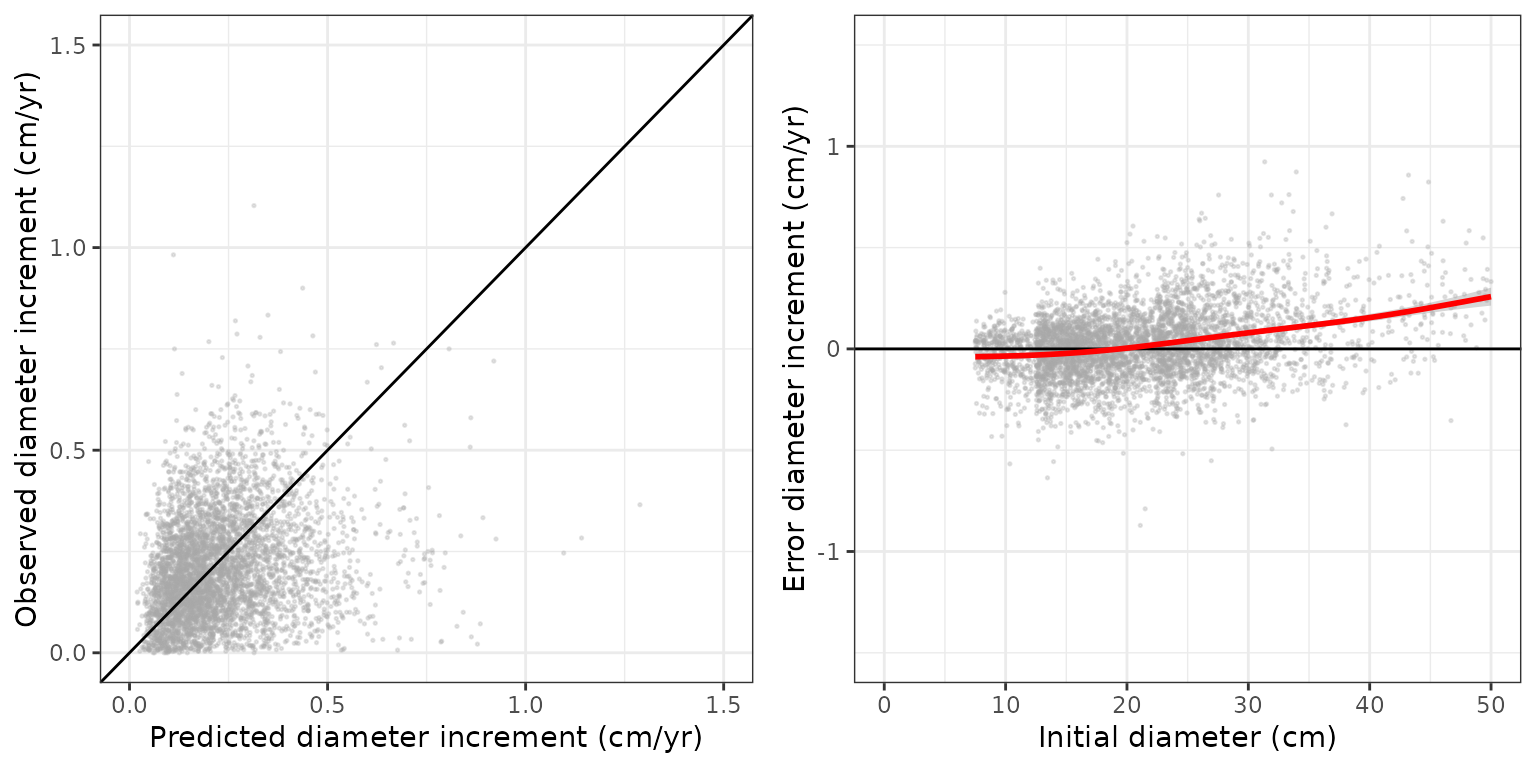 Observed diameter increment (cm/yr)
1.5
1.0
0.5
0.0
0.0 0.5 1.0 1.5
Predicted diameter increment (cm/yr)
Error diameter increment (cm/yr)
1
0
-1
0 10 20 30 40 50
Initial diameter (cm)